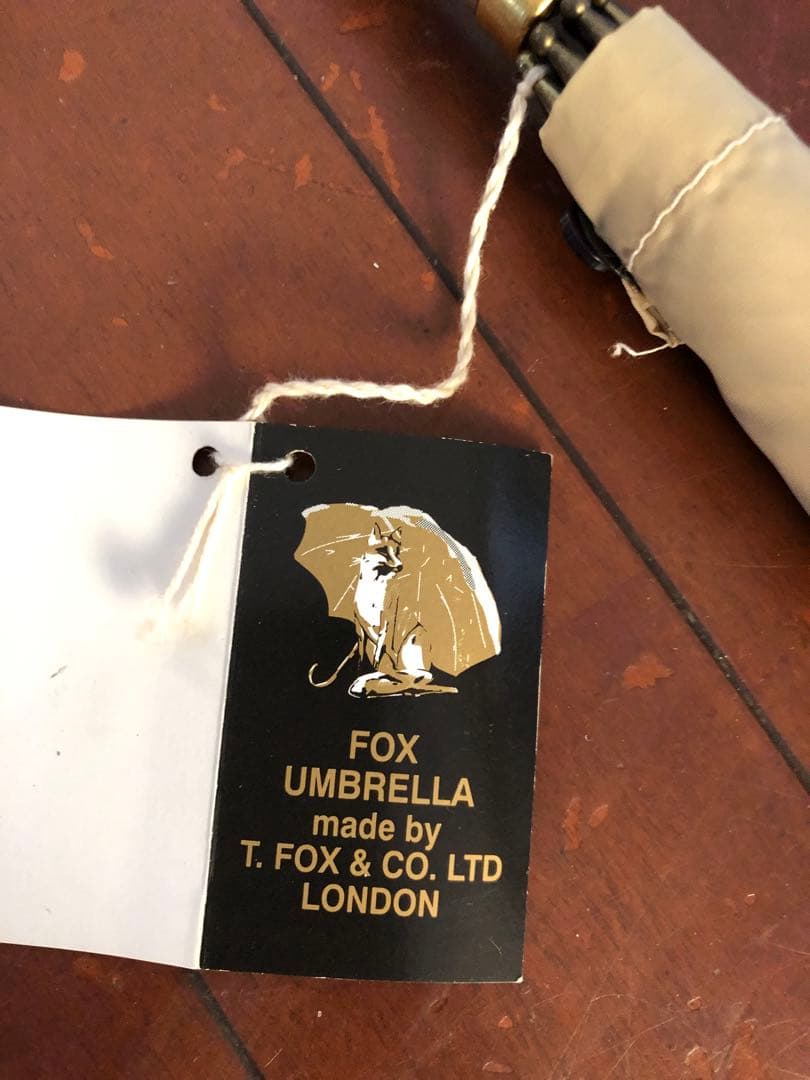 FOX
UMBRELLA
made by
T. FOX & CO. LTD
LONDON